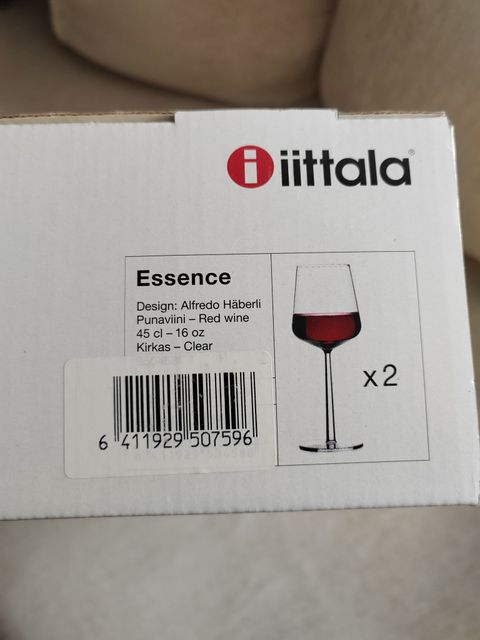 i iittala®
Essence
Design: Alfredo Häberli
Punaviini – Red wine
45 cl – 16 oz
Kirkas – Clear
x2
6 411929 507596